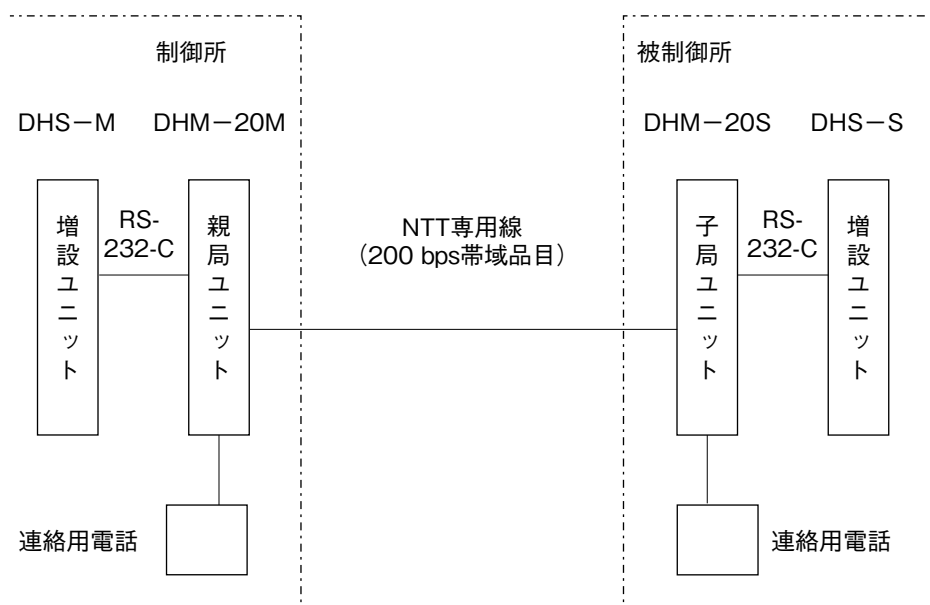 制御所
被制御所
DHS－M
DHM－20M
DHM－20S
DHS－S
増設ユニット
RS-
232-C
親局ユニット
NTT専用線
(200 bps帯域品目)
子局ユニット
RS-
232-C
増設ユニット
連絡用電話
連絡用電話